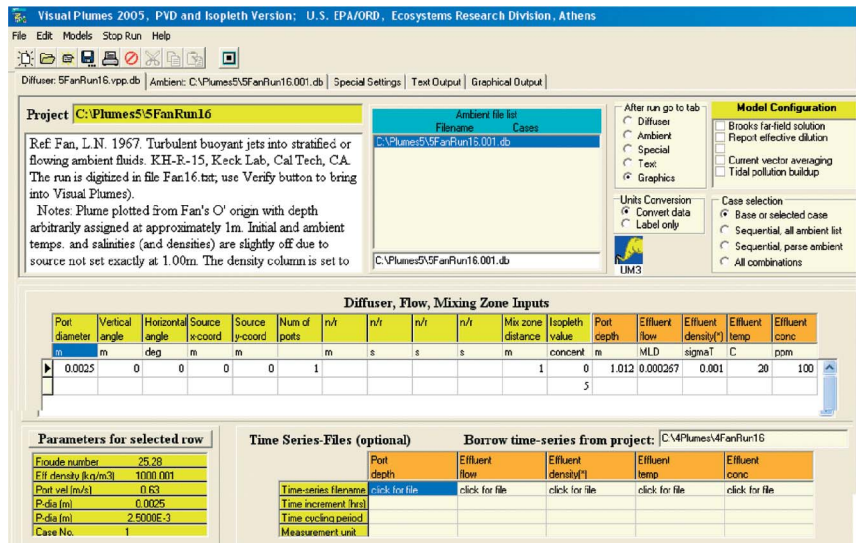 Visual Plumes 2005, PVD and Isopleth Version; U.S. EPA/ORD, Ecosystems Research Division, Athens
File Edit Models Stop Run Help
Diffuser: 5FanRun16.vpp.db Ambient: C:\Plumes5\5FanRun16.001.db Special Settings Text Output Graphical Output
Project C:\Plumes5\5FanRun16
Ref: Fan, L.N. 1967. Turbulent buoyant jets into stratified or
flowing ambient fluids. KH-R-15, Keck Lab, Cal Tech, CA.
The run is digitized in file Fan16.txt; use Verify button to bring
into Visual Plumes).
Notes: Plume plotted from Fan's O' origin with depth
arbitrarily assigned at approximately 1m. Initial and ambient
temps. and salinities (and densities) are slightly off due to
source not set exactly at 1.00m. The density column is set to
Ambient file list
Filename Cases
C:\Plumes5\5FanRun16.001.db
C:\Plumes5\5FanRun16.001.db
After run go to tab
Diffuser
Ambient
Special
Text
Graphics
Units Conversion
Convert data
Label only
UM3
Model Configuration
Brooks far-field solution
Report effective dilution
Current vector averaging
Tidal pollution buildup
Case selection
Base or selected case
Sequential, all ambient list
Sequential, parse ambient
All combinations
Diffuser, Flow, Mixing Zone Inputs
Port diameter Vertical angle Horizontal angle Source x-coord Source y-coord Num of ports n/r n/r n/r n/r Mix zone distance Isopleth value Port depth Effluent flow Effluent density(*) Effluent temp Effluent conc
m m deg m m m s s s m concent m MLD sigmaT C ppm
0.0025 0 0 0 0 1 1 0 1.012 0.000267 0.001 20 100
5
Parameters for selected row
Froude number 25.28
Eff density (kg/m3) 1000.001
Port vel (m/s) 0.63
P-dia (m) 0.0025
P-dia (m) 2.5000E-3
Case No. 1
Time Series-Files (optional) Borrow time-series from project: C:\4Plumes\4FanRun16
Port depth Effluent flow Effluent density(*) Effluent temp Effluent conc
Time-series filename click for file click for file click for file click for file click for file
Time increment (hrs)
Time cycling period
Measurement unit